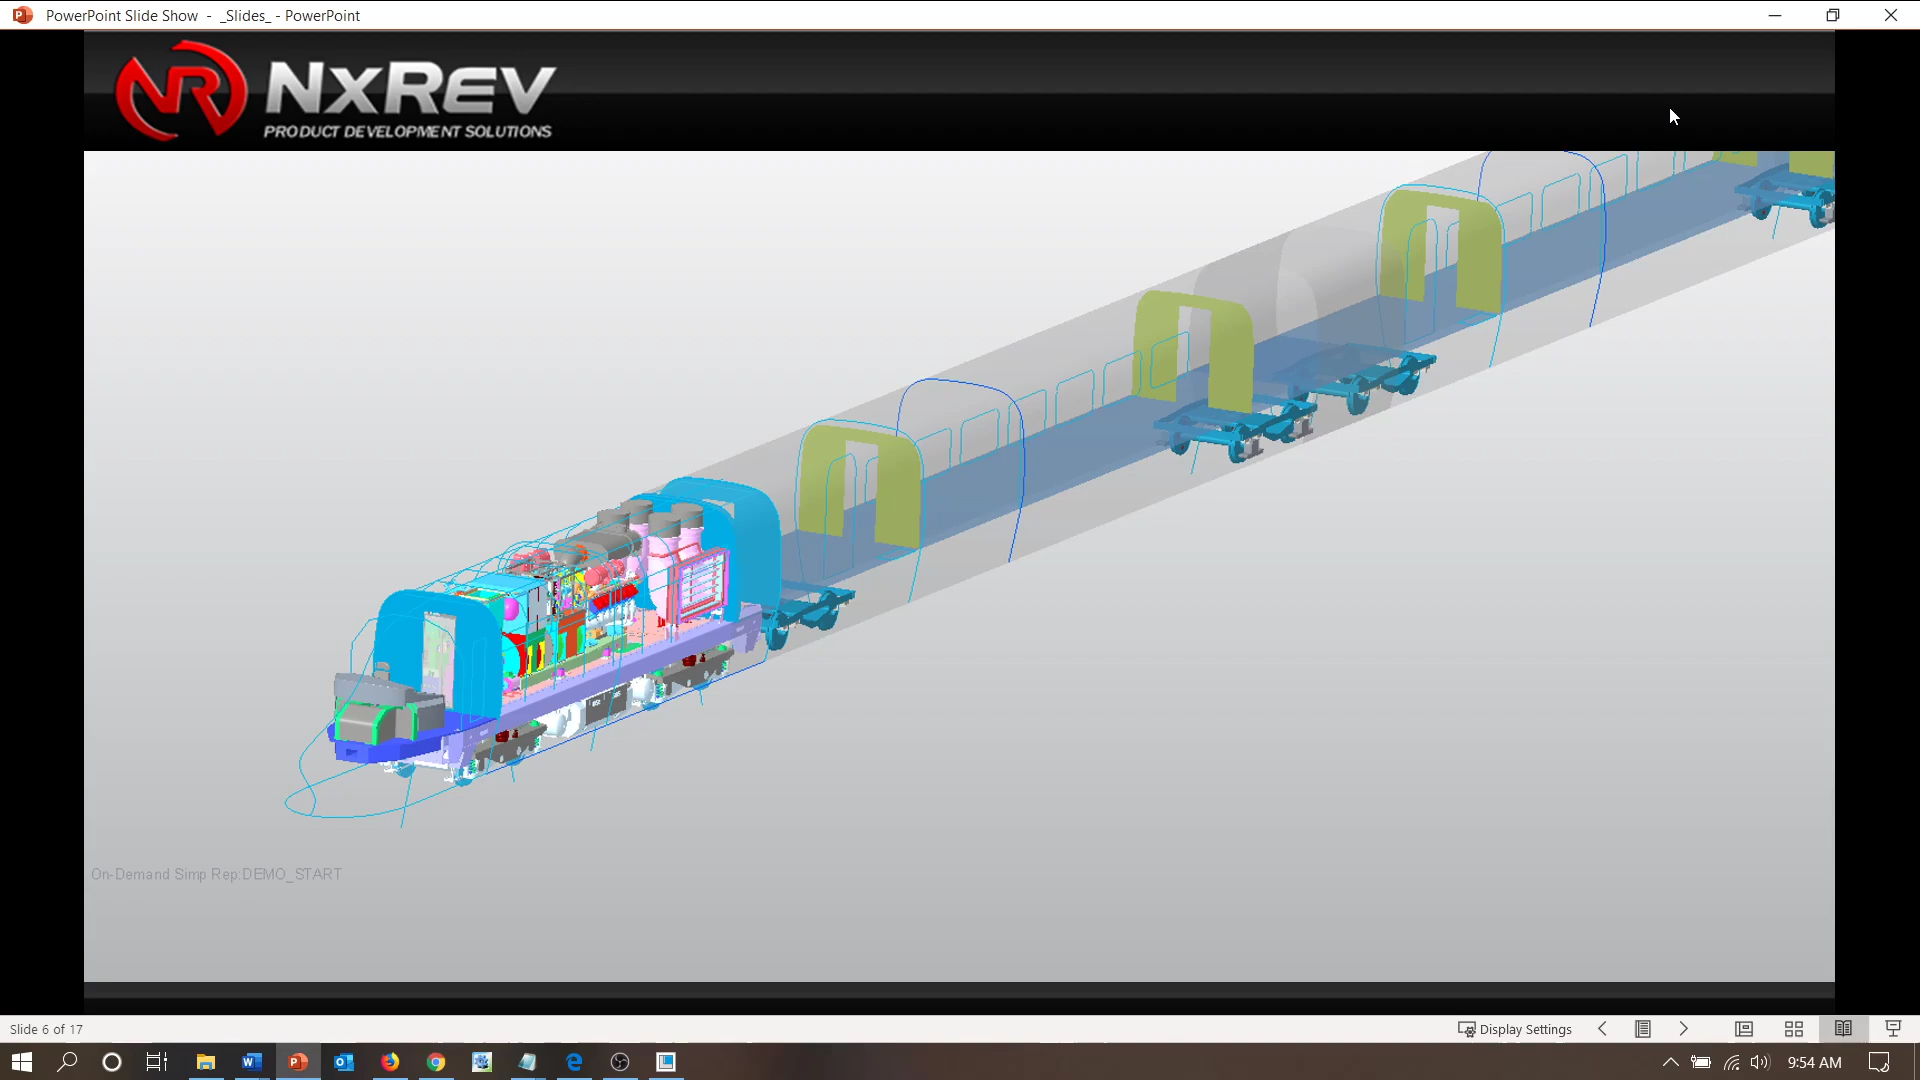 PowerPoint Slide Show - _Slides_ - PowerPoint
NR NxRev
PRODUCT DEVELOPMENT SOLUTIONS
On-Demand Simp Rep:DEMO_START
Slide 6 of 17
Display Settings
9:54 AM